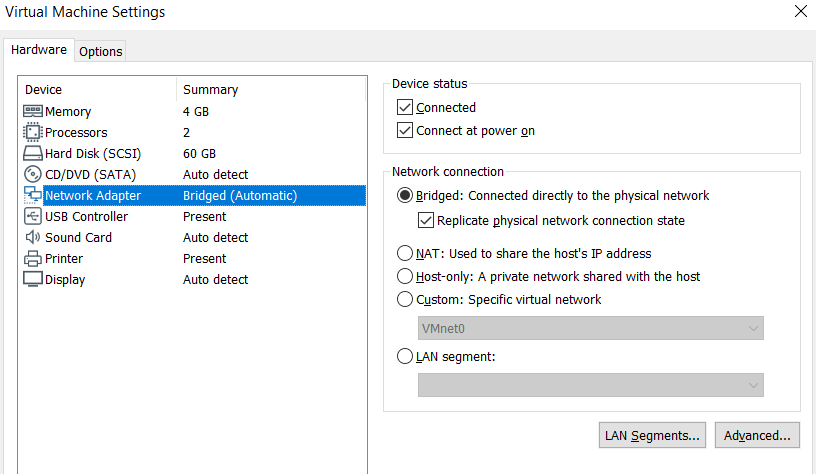 Virtual Machine Settings
Hardware
Options
Device Summary
Memory 4 GB
Processors 2
Hard Disk (SCSI) 60 GB
CD/DVD (SATA) Auto detect
Network Adapter Bridged (Automatic)
USB Controller Present
Sound Card Auto detect
Printer Present
Display Auto detect
Device status
Connected
Connect at power on
Network connection
Bridged: Connected directly to the physical network
Replicate physical network connection state
NAT: Used to share the host's IP address
Host-only: A private network shared with the host
Custom: Specific virtual network
VMnet0
LAN segment:
LAN Segments...
Advanced...